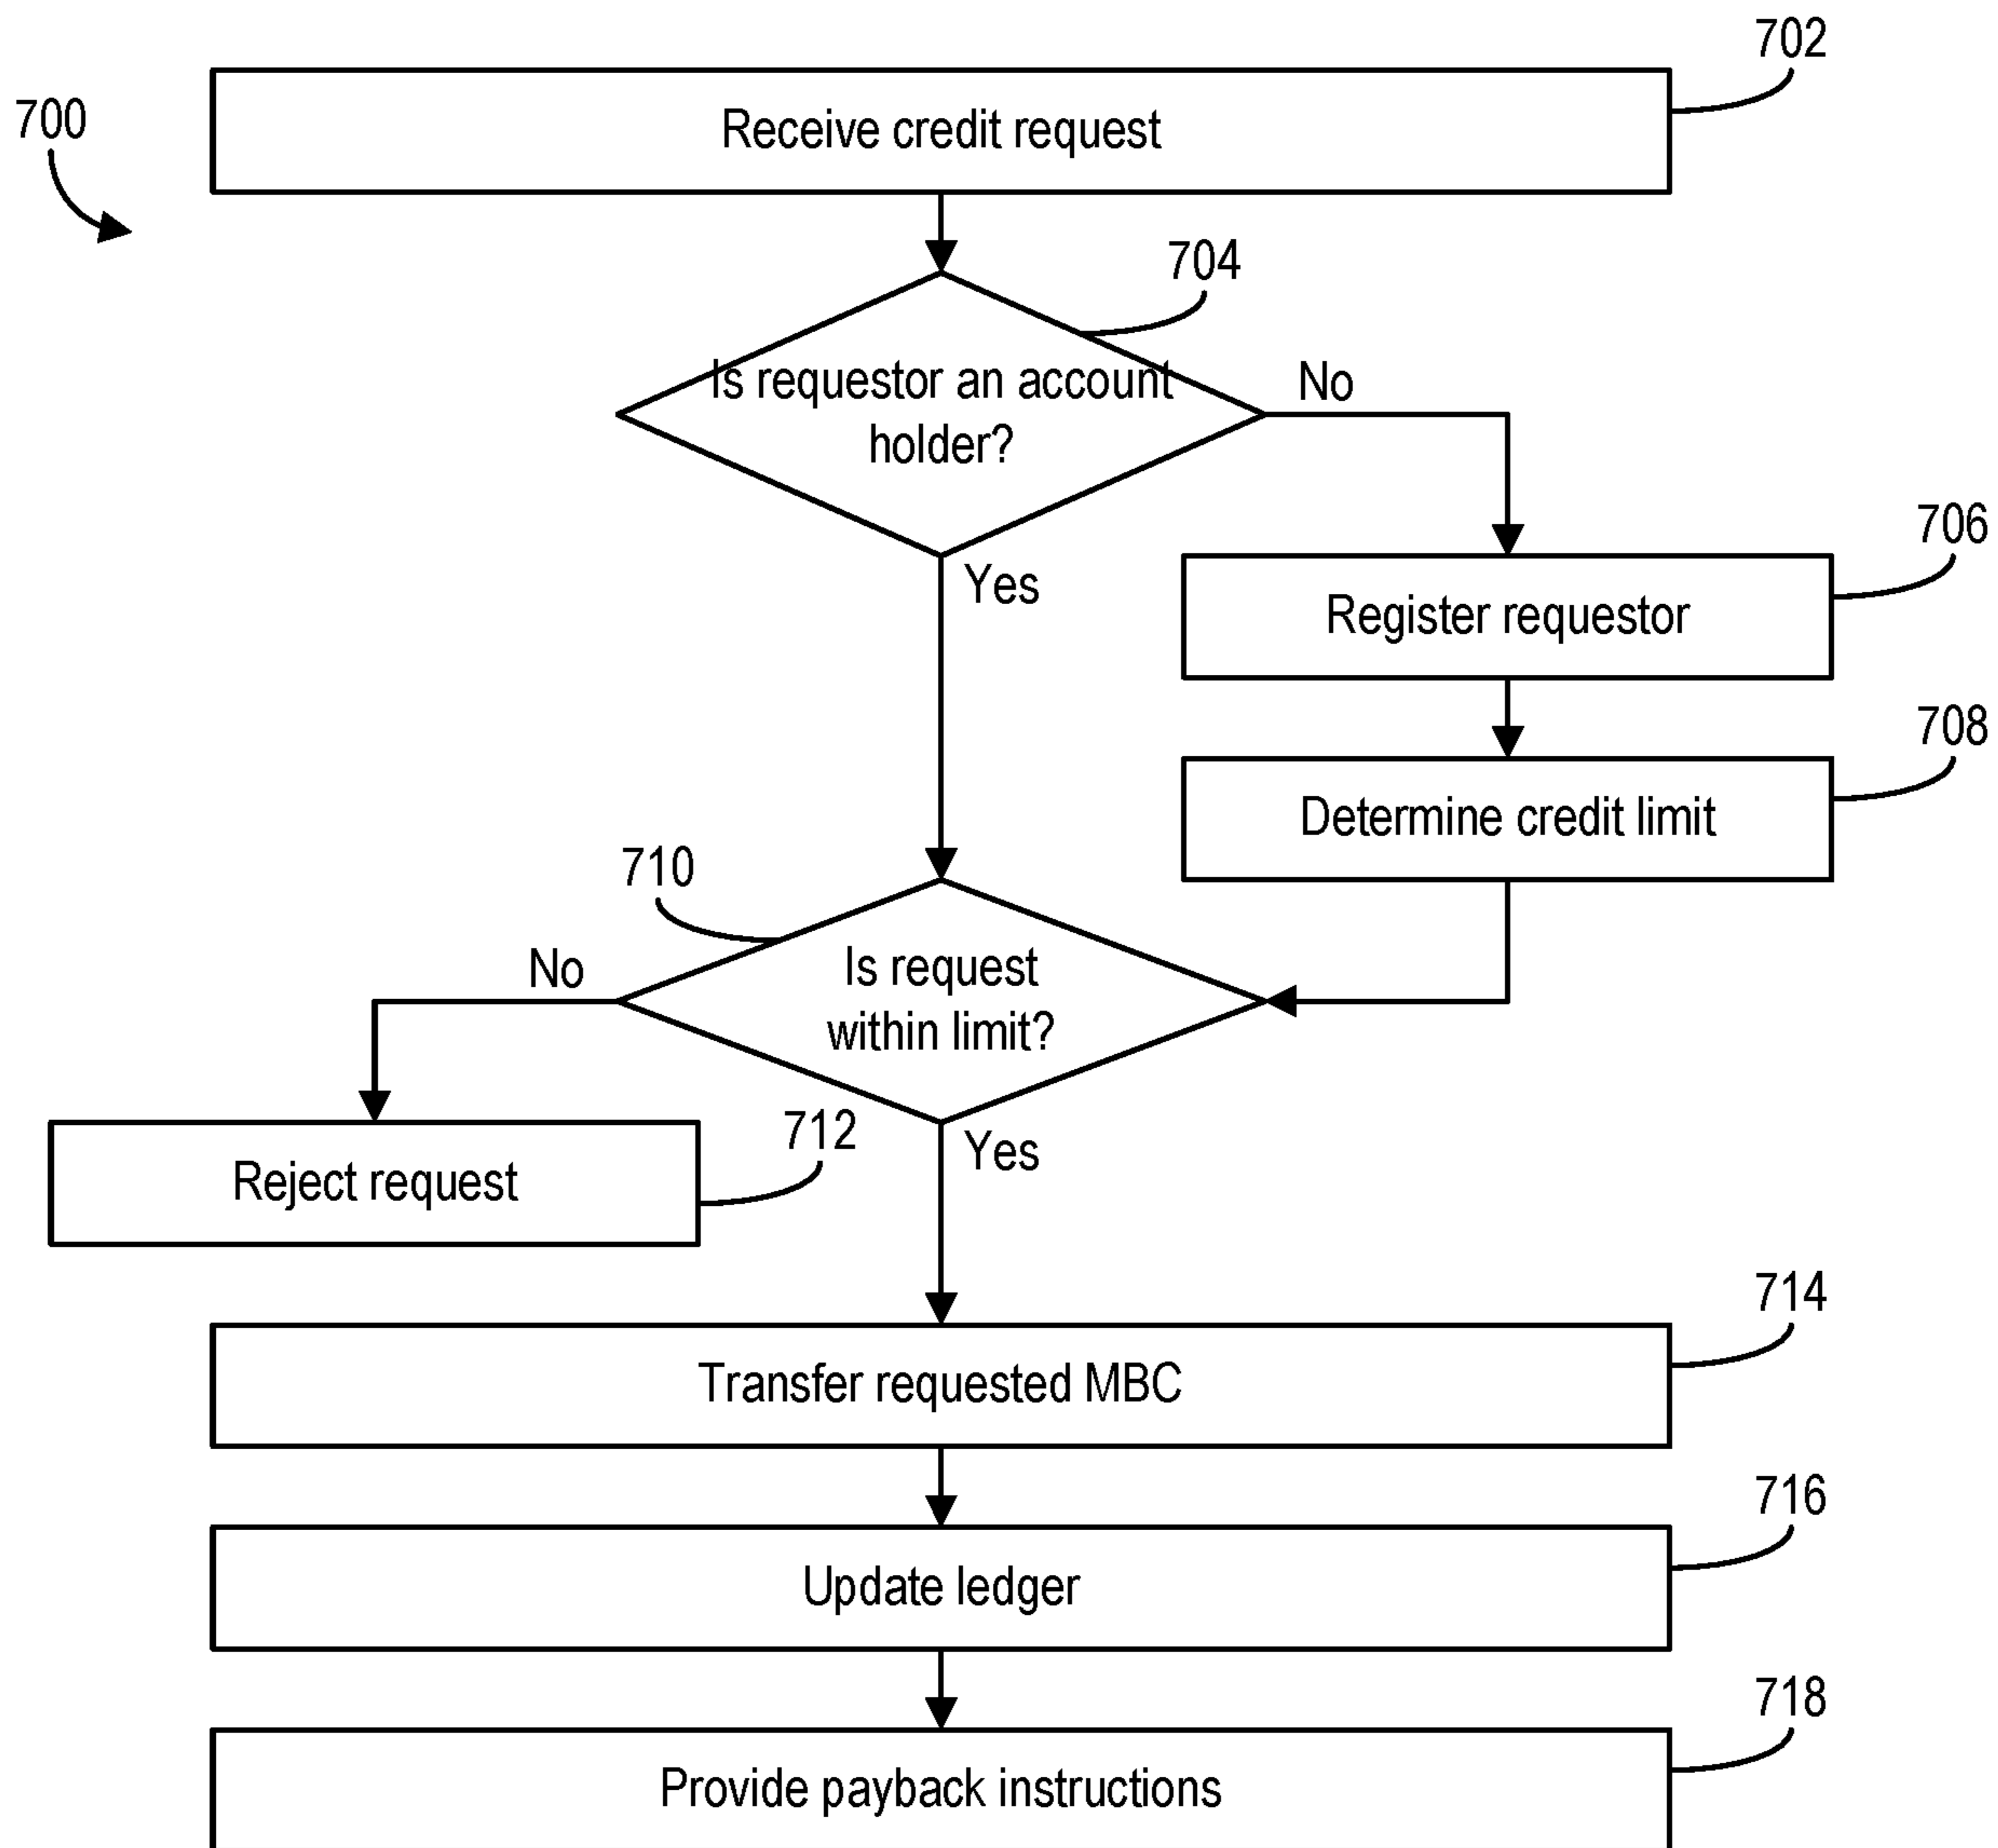 702
700
Receive credit request
704
Is requestor an account
holder?
No
Yes
706
Register requestor
708
Determine credit limit
710
Is request
within limit?
No
Yes
712
Reject request
714
Transfer requested MBC
716
Update ledger
718
Provide payback instructions